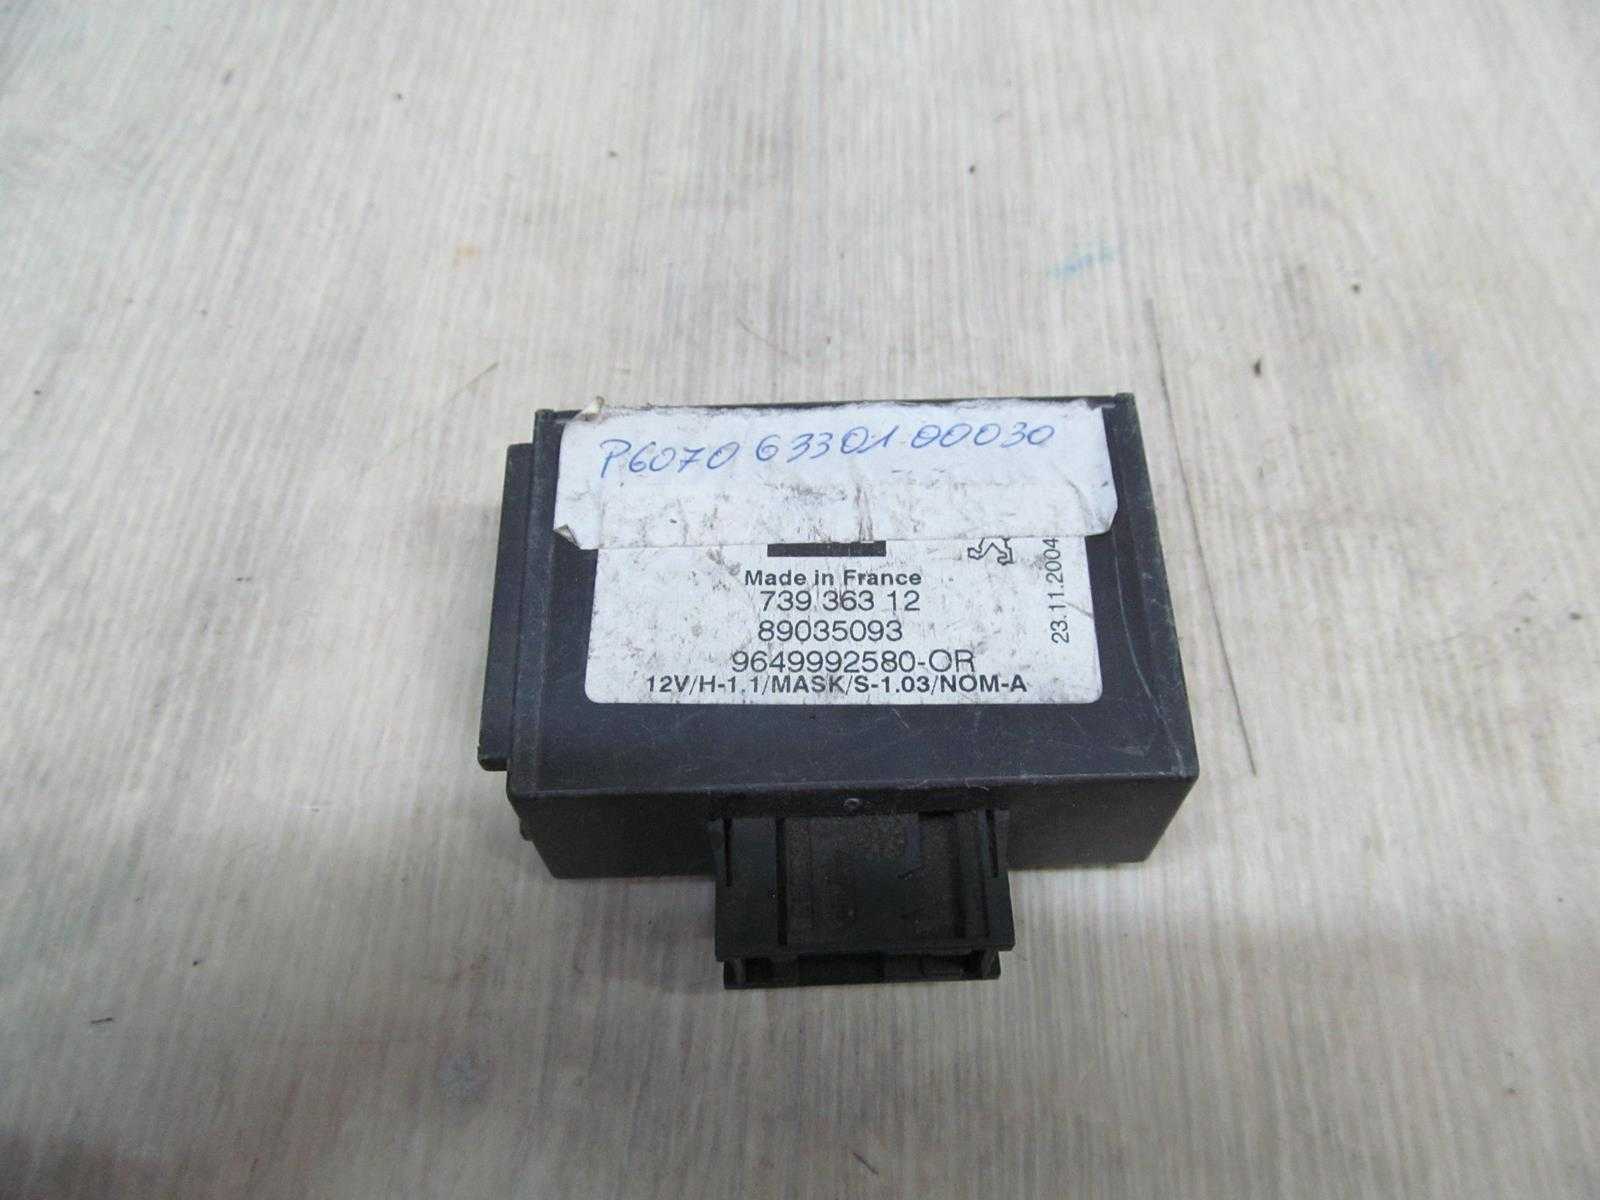 P6070 63301 00030
Made in France
739 363 12
89035093
9649992580-OR
12V/H-1.1/MASK/S-1.03/NOM-A
23.11.2004